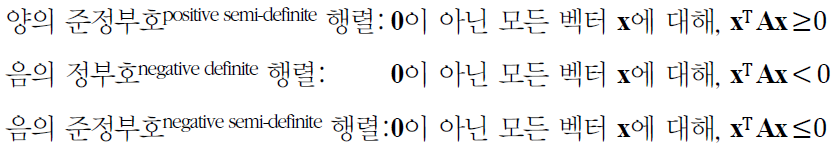 양의 준정부호positive semi-definite 행렬: 0이 아닌 모든 벡터 x에 대해, xᵀAx≥0
음의 정부호negative definite 행렬: 0이 아닌 모든 벡터 x에 대해, xᵀAx<0
음의 준정부호negative semi-definite 행렬: 0이 아닌 모든 벡터 x에 대해, xᵀAx≤0